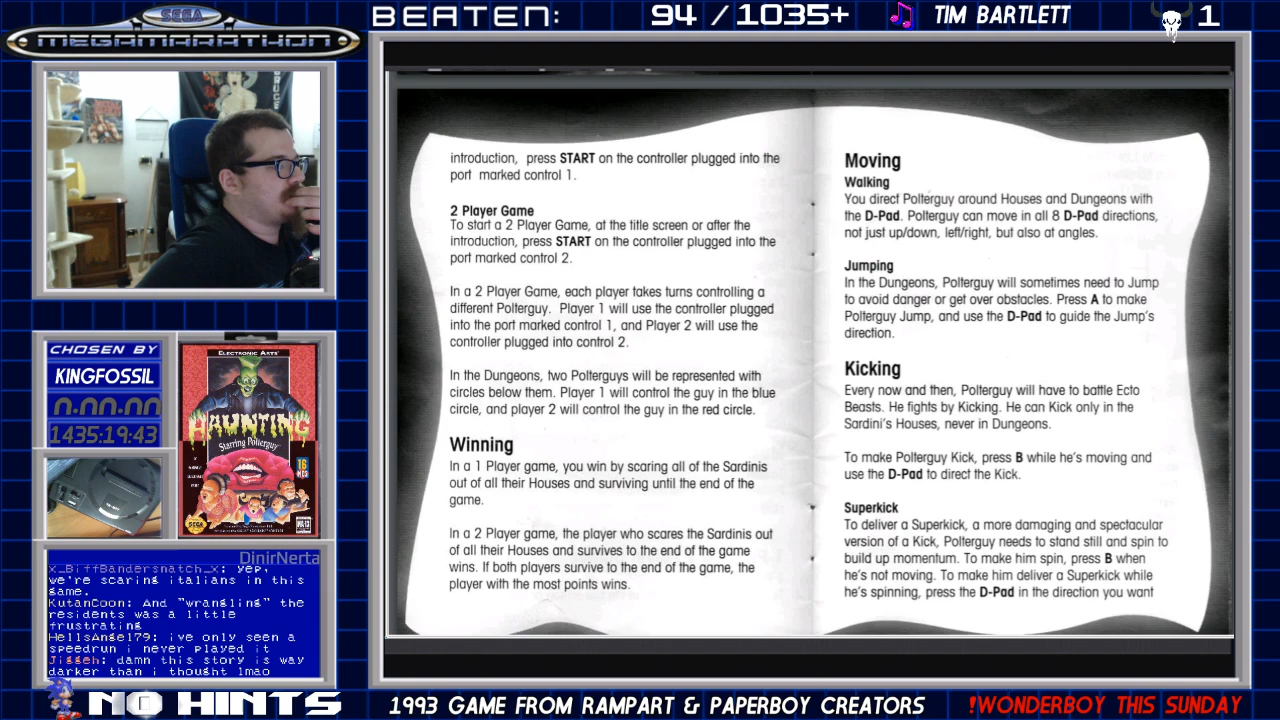 SEGA
MEGAMARATHON
BEATEN: 94 / 1035+
TIM BARTLETT
1
introduction, press START on the controller plugged into the
port marked control 1.
2 Player Game
To start a 2 Player Game, at the title screen or after the
introduction, press START on the controller plugged into the
port marked control 2.
In a 2 Player Game, each player takes turns controlling a
different Polterguy. Player 1 will use the controller plugged
into the port marked control 1, and Player 2 will use the
controller plugged into control 2.
In the Dungeons, two Polterguys will be represented with
circles below them. Player 1 will control the guy in the blue
circle, and player 2 will control the guy in the red circle.
Winning
In a 1 Player game, you win by scaring all of the Sardinis
out of all their Houses and surviving until the end of the
game.
In a 2 Player game, the player who scares the Sardinis out
of all their Houses and survives to the end of the game
wins. If both players survive to the end of the game, the
player with the most points wins.
Moving
Walking
You direct Polterguy around Houses and Dungeons with
the D-Pad. Polterguy can move in all 8 D-Pad directions,
not just up/down, left/right, but also at angles.
Jumping
In the Dungeons, Polterguy will sometimes need to Jump
to avoid danger or get over obstacles. Press A to make
Polterguy Jump, and use the D-Pad to guide the Jump's
direction.
Kicking
Every now and then, Polterguy will have to battle Ecto
Beasts. He fights by Kicking. He can Kick only in the
Sardini's Houses, never in Dungeons.
To make Polterguy Kick, press B while he's moving and
use the D-Pad to direct the Kick.
Superkick
To deliver a Superkick, a more damaging and spectacular
version of a Kick, Polterguy needs to stand still and spin to
build up momentum. To make him spin, press B when
he's not moving. To make him deliver a Superkick while
he's spinning, press the D-Pad in the direction you want
CHOSEN BY
KINGFOSSIL
0.00.00
1435:19:43
ELECTRONIC ARTS
HAUNTING
Starring Polterguy
16
MEG
SEGA
DinirNerta
x_BiffBandersnatch_x: yep,
we're scaring italians in this
game.
KutanCoon: And "wrangling" the
residents was a little
frustrating
HellsAngel79: ive only seen a
speedrun i never played it
Jiggeh: damn this story is way
darker than i thought lmao
NO HINTS
1993 GAME FROM RAMPART & PAPERBOY CREATORS
!WONDERBOY THIS SUNDAY